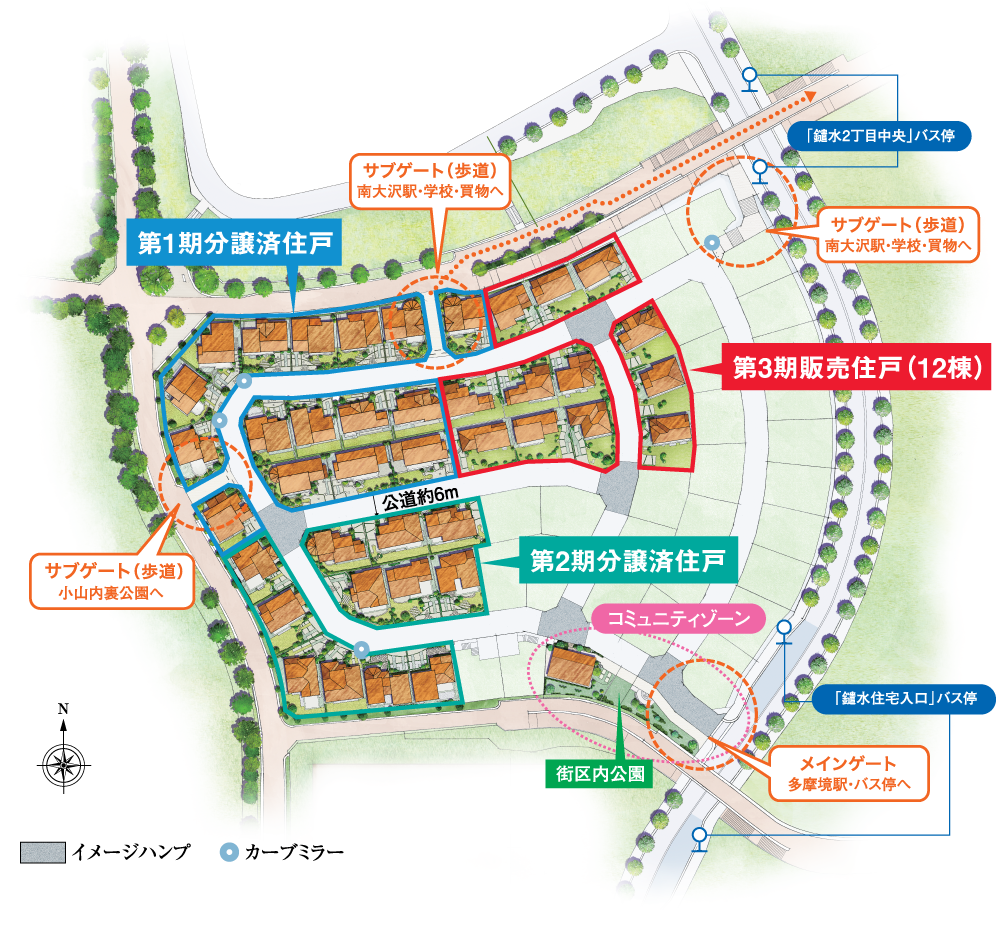 「鑓水2丁目中央」バス停
サブゲート（歩道）
南大沢駅・学校・買物へ
サブゲート（歩道）
南大沢駅・学校・買物へ
第1期分譲済住戸
第3期販売住戸（12棟）
公道約6m
第2期分譲済住戸
サブゲート（歩道）
小山内裏公園へ
コミュニティゾーン
「鑓水住宅入口」バス停
N
メインゲート
多摩境駅・バス停へ
街区内公園
イメージハンプ
カーブミラー